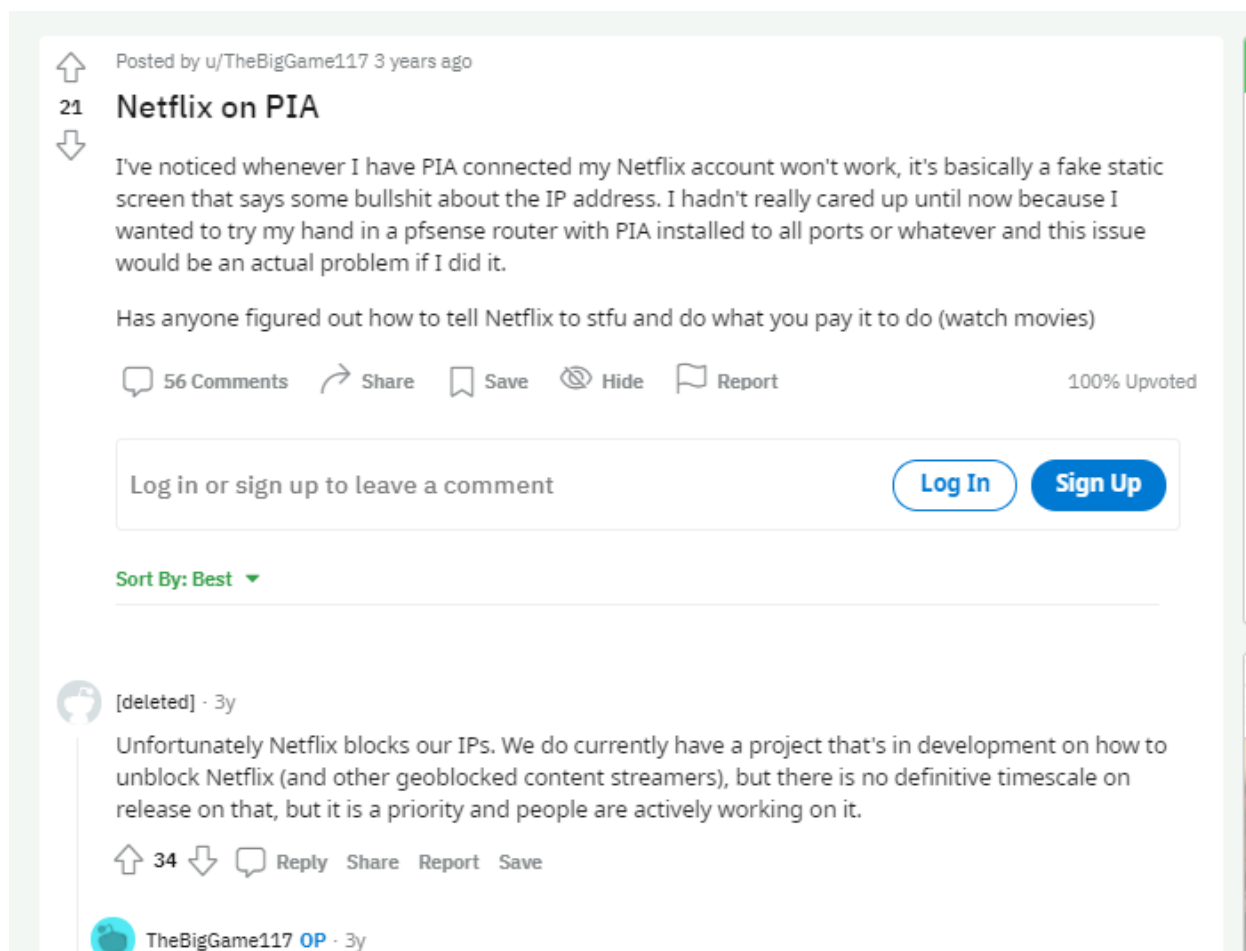 Posted by u/TheBigGame117 3 years ago
21
Netflix on PIA
I've noticed whenever I have PIA connected my Netflix account won't work, it's basically a fake static
screen that says some bullshit about the IP address. I hadn't really cared up until now because I
wanted to try my hand in a pfsense router with PIA installed to all ports or whatever and this issue
would be an actual problem if I did it.
Has anyone figured out how to tell Netflix to stfu and do what you pay it to do (watch movies)
56 Comments Share Save Hide Report 100% Upvoted
Log in or sign up to leave a comment Log In Sign Up
Sort By: Best
[deleted] · 3y
Unfortunately Netflix blocks our IPs. We do currently have a project that's in development on how to
unblock Netflix (and other geoblocked content streamers), but there is no definitive timescale on
release on that, but it is a priority and people are actively working on it.
34 Reply Share Report Save
TheBigGame117 OP · 3y